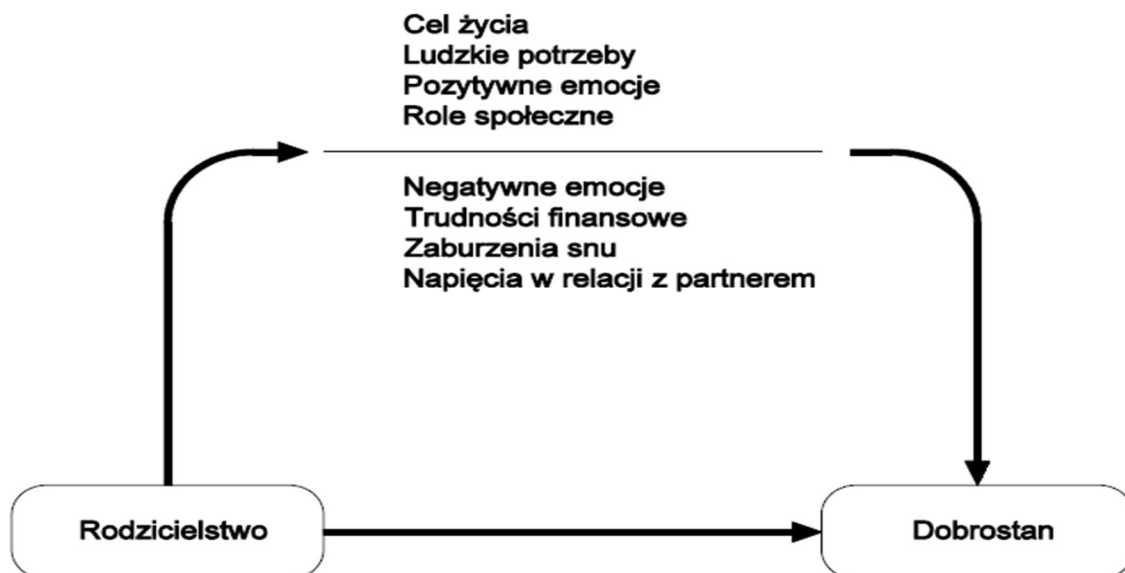 Cel życia
Ludzkie potrzeby
Pozytywne emocje
Role społeczne
Negatywne emocje
Trudności finansowe
Zaburzenia snu
Napięcia w relacji z partnerem
Rodzicielstwo
Dobrostan